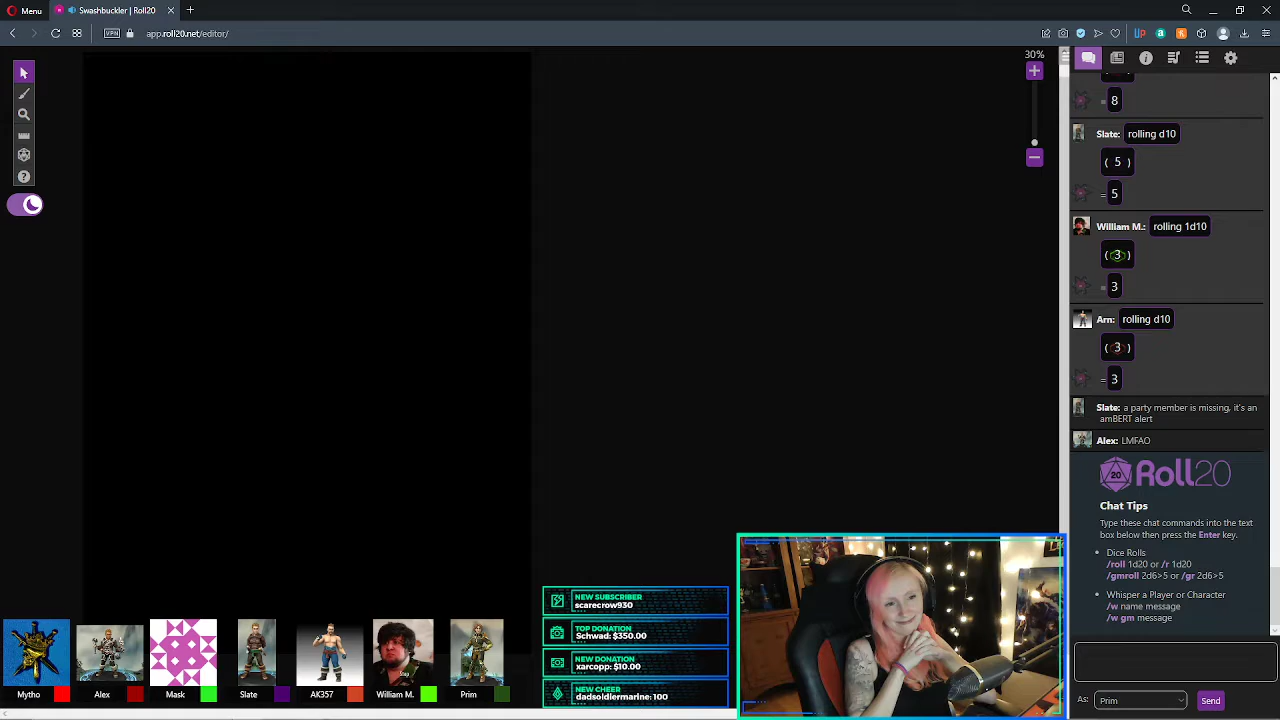 Menu
Swashbuckler | Roll20
VPN
app.roll20.net/editor/
Up
a
30%
8
Slate: rolling d10
( 5 )
= 5
William M.: rolling 1d10
(3)
= 3
Arn: rolling d10
(3)
= 3
Slate: a party member is missing, it's an
amBERT alert
Alex: LMFAO
20
Roll20
Chat Tips
Type these commands into the text
box below then press the Enter key.
Dice Rolls
/roll 1d20 or /r 1d20
/gmroll 2d6>5 or /gr 2d6>5
Whisper a Player or GM
/w name message
/w gm message
NEW SUBSCRIBER
scarecrow930
TOP DONATION
Schwad: $350.00
NEW DONATION
xarcopp: $10.00
NEW CHEER
dadsoldiermarine: 100
Mytho
Alex
Mask
Slate
AK357
William M.
Prim
As:
Prim
Send